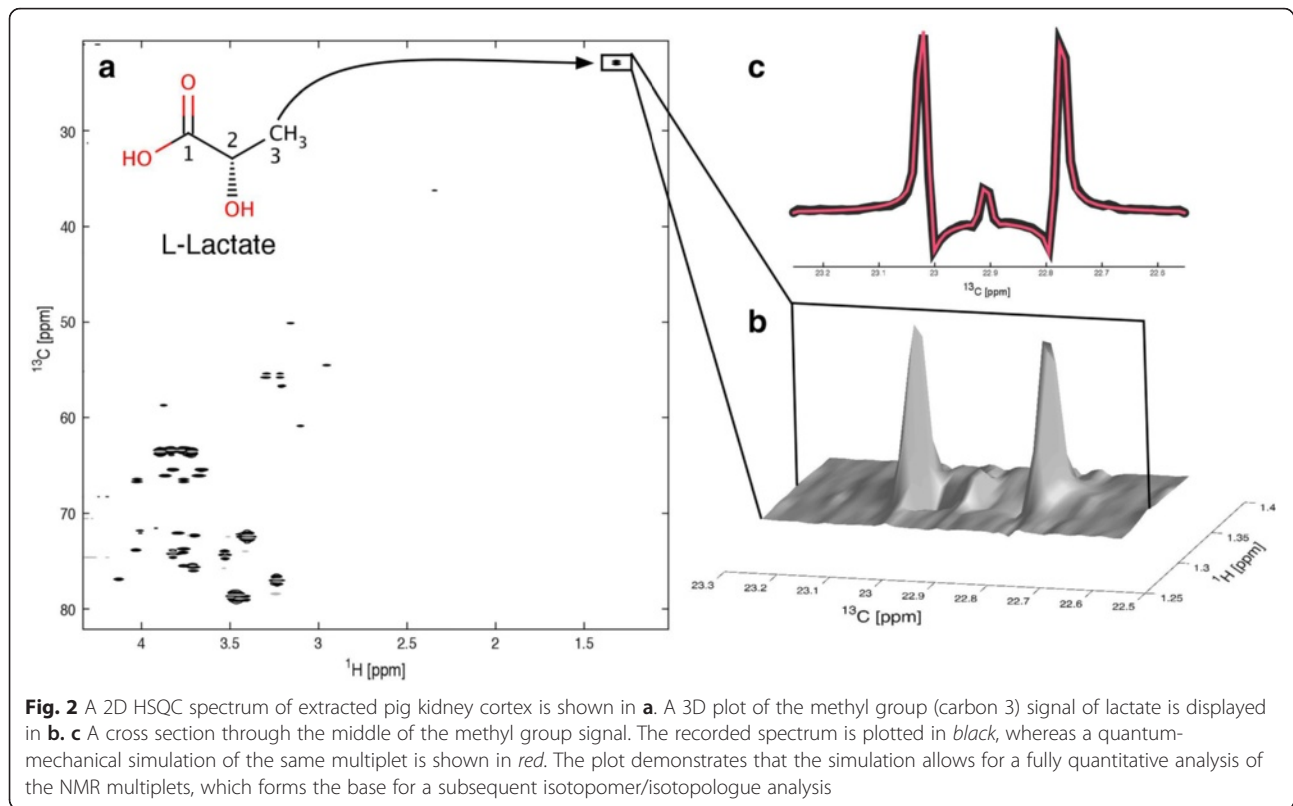 a
O
HO
1
2
3
CH3
OH
L-Lactate
30
40
50
60
70
80
13C [ppm]
4
3.5
3
2.5
2
1.5
1H [ppm]
c
23.2
23.1
23
22.9
22.8
22.7
22.6
13C [ppm]
b
23.3
23.2
23.1
23
22.9
22.8
22.7
22.6
22.5
13C [ppm]
1.25
1.3
1.35
1.4
1H [ppm]
Fig. 2 A 2D HSQC spectrum of extracted pig kidney cortex is shown in a. A 3D plot of the methyl group (carbon 3) signal of lactate is displayed
in b. c A cross section through the middle of the methyl group signal. The recorded spectrum is plotted in black, whereas a quantum-
mechanical simulation of the same multiplet is shown in red. The plot demonstrates that the simulation allows for a fully quantitative analysis of
the NMR multiplets, which forms the base for a subsequent isotopomer/isotopologue analysis